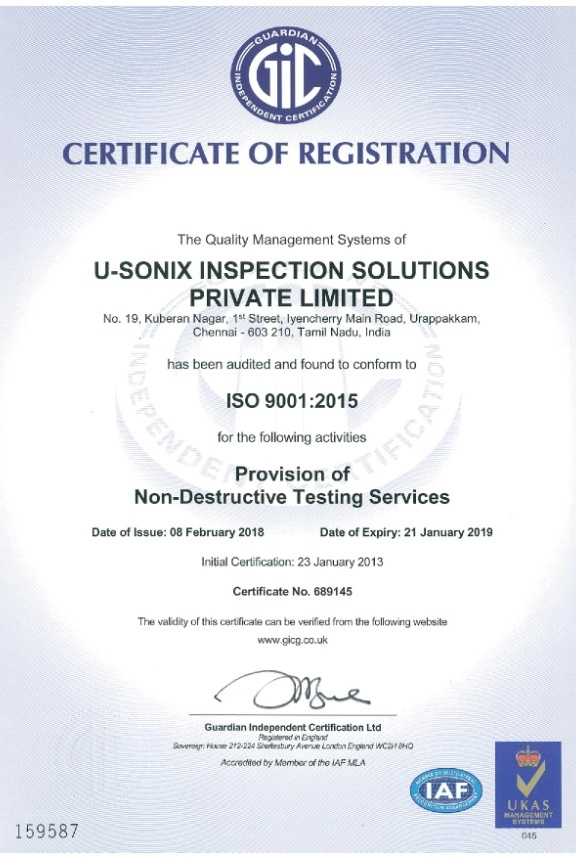 GUARDIAN
GIC
INDEPENDENT CERTIFICATION
CERTIFICATE OF REGISTRATION
The Quality Management Systems of
U-SONIX INSPECTION SOLUTIONS
PRIVATE LIMITED
No. 19, Kuberan Nagar, 1st Street, Iyencherry Main Road, Urappakkam,
Chennai - 603 210, Tamil Nadu, India
has been audited and found to conform to
ISO 9001:2015
for the following activities
Provision of
Non-Destructive Testing Services
Date of Issue: 08 February 2018 Date of Expiry: 21 January 2019
Initial Certification: 23 January 2013
Certificate No. 689145
The validity of this certificate can be verified from the following website
www.gicg.co.uk
Guardian Independent Certification Ltd
Registered in England
Sovereign House 212-224 Shaftesbury Avenue London England WC2H 8HQ
Accredited by Member of the IAF MLA
MEMBER OF MULTILATERAL
IAF
RECOGNITION ARRANGEMENT
UKAS
MANAGEMENT
SYSTEMS
045
159587